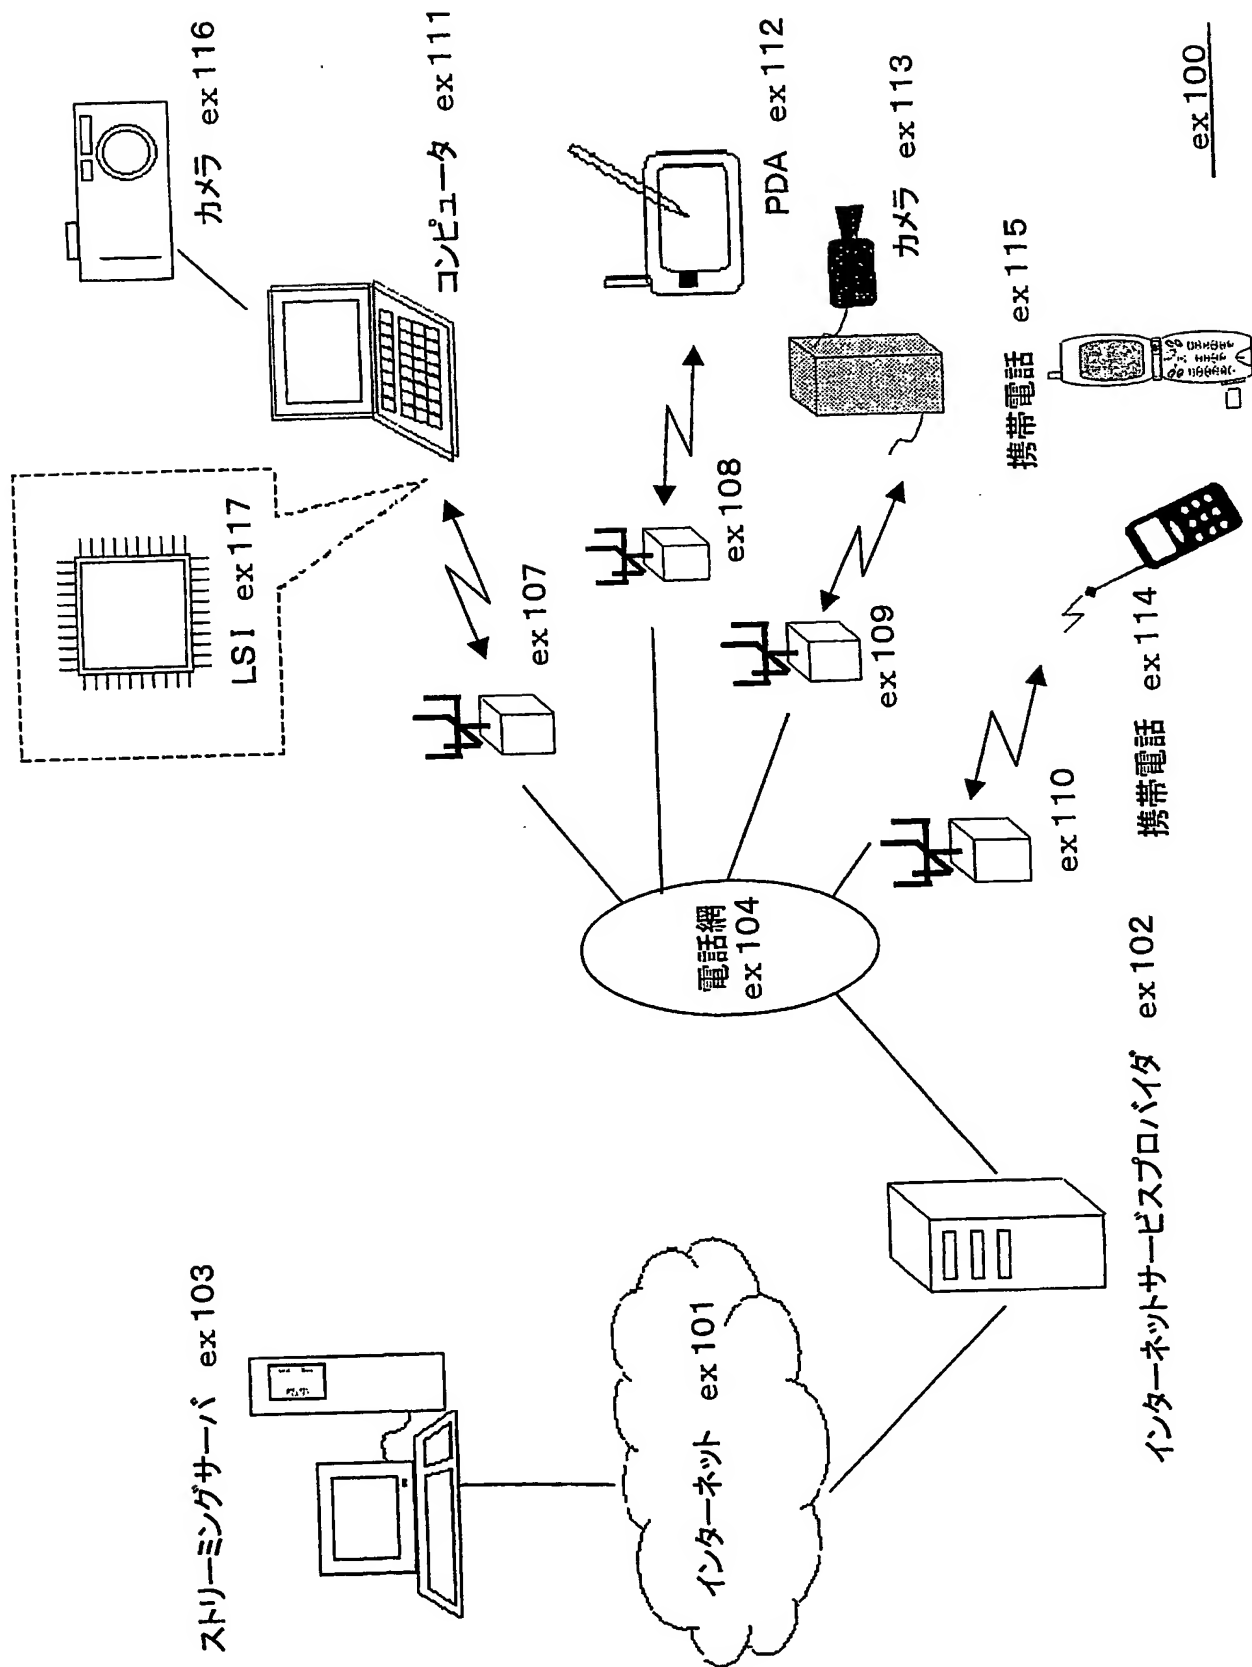 ストリーミングサーバ ex103
インターネット ex101
インターネットサービスプロバイダ ex102
電話網
ex104
ex107
ex108
ex109
ex110
LSI ex117
カメラ ex116
コンピュータ ex111
PDA ex112
カメラ ex113
携帯電話 ex115
携帯電話 ex114
ex100